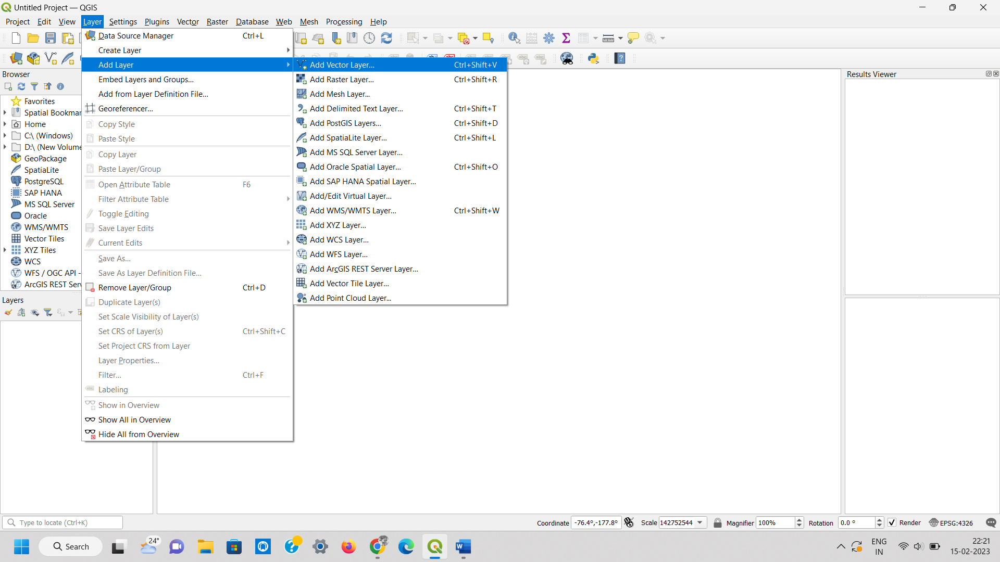 Untitled Project — QGIS
Project Edit View Layer Settings Plugins Vector Raster Database Web Mesh Processing Help
Data Source Manager Ctrl+L
Create Layer
Add Layer
Embed Layers and Groups...
Add from Layer Definition File...
Georeferencer...
Copy Style
Paste Style
Copy Layer
Paste Layer/Group
Open Attribute Table F6
Filter Attribute Table
Toggle Editing
Save Layer Edits
Current Edits
Save As...
Save As Layer Definition File...
Remove Layer/Group Ctrl+D
Duplicate Layer(s)
Set Scale Visibility of Layer(s)
Set CRS of Layer(s) Ctrl+Shift+C
Set Project CRS from Layer
Layer Properties...
Filter... Ctrl+F
Labeling
Show in Overview
Show All in Overview
Hide All from Overview
Add Vector Layer... Ctrl+Shift+V
Add Raster Layer... Ctrl+Shift+R
Add Mesh Layer...
Add Delimited Text Layer... Ctrl+Shift+T
Add PostGIS Layers... Ctrl+Shift+D
Add SpatiaLite Layer... Ctrl+Shift+L
Add MS SQL Server Layer...
Add Oracle Spatial Layer... Ctrl+Shift+O
Add SAP HANA Spatial Layer...
Add/Edit Virtual Layer...
Add WMS/WMTS Layer... Ctrl+Shift+W
Add XYZ Layer...
Add WCS Layer...
Add WFS Layer...
Add ArcGIS REST Server Layer...
Add Vector Tile Layer...
Add Point Cloud Layer...
Browser
Favorites
Spatial Bookmar
Home
C:\ (Windows)
D:\ (New Volume
GeoPackage
SpatiaLite
PostgreSQL
SAP HANA
MS SQL Server
Oracle
WMS/WMTS
Vector Tiles
XYZ Tiles
WCS
WFS / OGC API -
ArcGIS REST Serv
Layers
Results Viewer
Type to locate (Ctrl+K)
Coordinate -76.4°,-177.8° Scale 142752544 Magnifier 100% Rotation 0.0 ° Render EPSG:4326
Search
24°
ENG
IN
22:21
15-02-2023